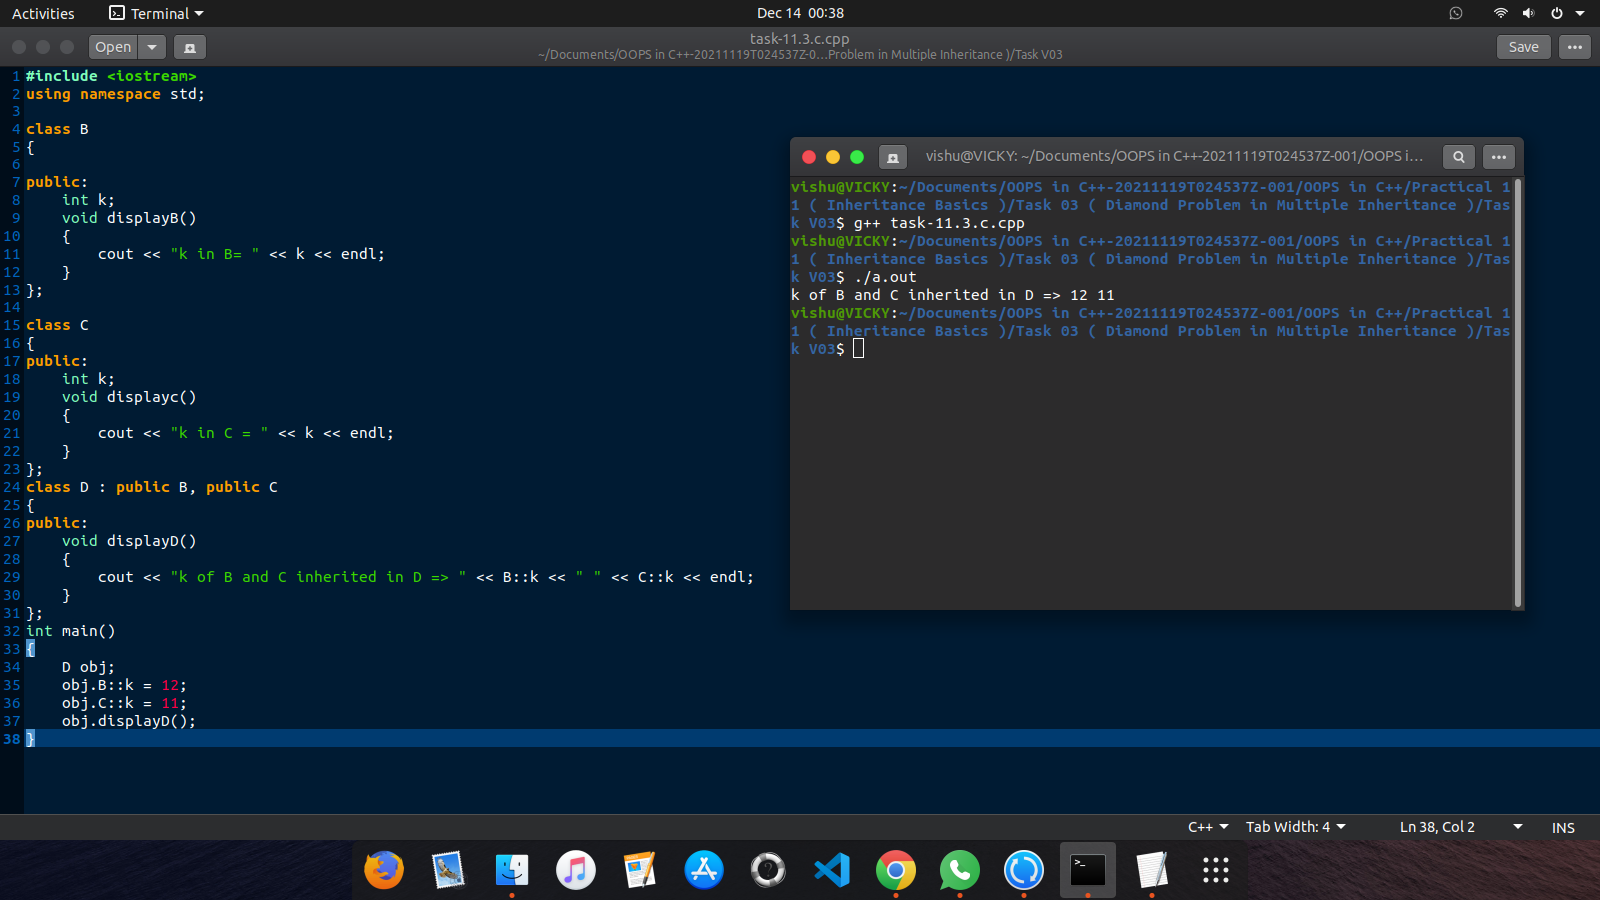 Activities Terminal Dec 14 00:38
Open task-11.3.c.cpp Save
~/Documents/OOPS in C++-20211119T024537Z-0...Problem in Multiple Inheritance )/Task V03
1 #include <iostream>
2 using namespace std;
3
4 class B
5 {
6
7 public:
8     int k;
9     void displayB()
10     {
11         cout << "k in B= " << k << endl;
12     }
13 };
14
15 class C
16 {
17 public:
18     int k;
19     void displayc()
20     {
21         cout << "k in C = " << k << endl;
22     }
23 };
24 class D : public B, public C
25 {
26 public:
27     void displayD()
28     {
29         cout << "k of B and C inherited in D => " << B::k << " " << C::k << endl;
30     }
31 };
32 int main()
33 {
34     D obj;
35     obj.B::k = 12;
36     obj.C::k = 11;
37     obj.displayD();
38 }
vishu@VICKY: ~/Documents/OOPS in C++-20211119T024537Z-001/OOPS i...
vishu@VICKY:~/Documents/OOPS in C++-20211119T024537Z-001/OOPS in C++/Practical 1
1 ( Inheritance Basics )/Task 03 ( Diamond Problem in Multiple Inheritance )/Tas
k V03$ g++ task-11.3.c.cpp
vishu@VICKY:~/Documents/OOPS in C++-20211119T024537Z-001/OOPS in C++/Practical 1
1 ( Inheritance Basics )/Task 03 ( Diamond Problem in Multiple Inheritance )/Tas
k V03$ ./a.out
k of B and C inherited in D => 12 11
vishu@VICKY:~/Documents/OOPS in C++-20211119T024537Z-001/OOPS in C++/Practical 1
1 ( Inheritance Basics )/Task 03 ( Diamond Problem in Multiple Inheritance )/Tas
k V03$
C++ Tab Width: 4 Ln 38, Col 2 INS